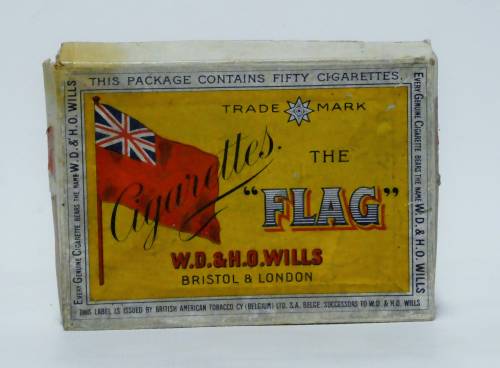 THIS PACKAGE CONTAINS FIFTY CIGARETTES.
TRADE MARK
Cigarettes.
THE
"FLAG"
W.D. & H.O. WILLS
BRISTOL & LONDON
EVERY GENUINE CIGARETTE BEARS THE NAME W.D. & H.O. WILLS
EVERY GENUINE CIGARETTE BEARS THE NAME W.D. & H.O. WILLS
THIS LABEL IS ISSUED BY BRITISH AMERICAN TOBACCO CY (BELGIUM) LTD. S.A. BELGE SUCCESSORS TO W.D. & H.O. WILLS